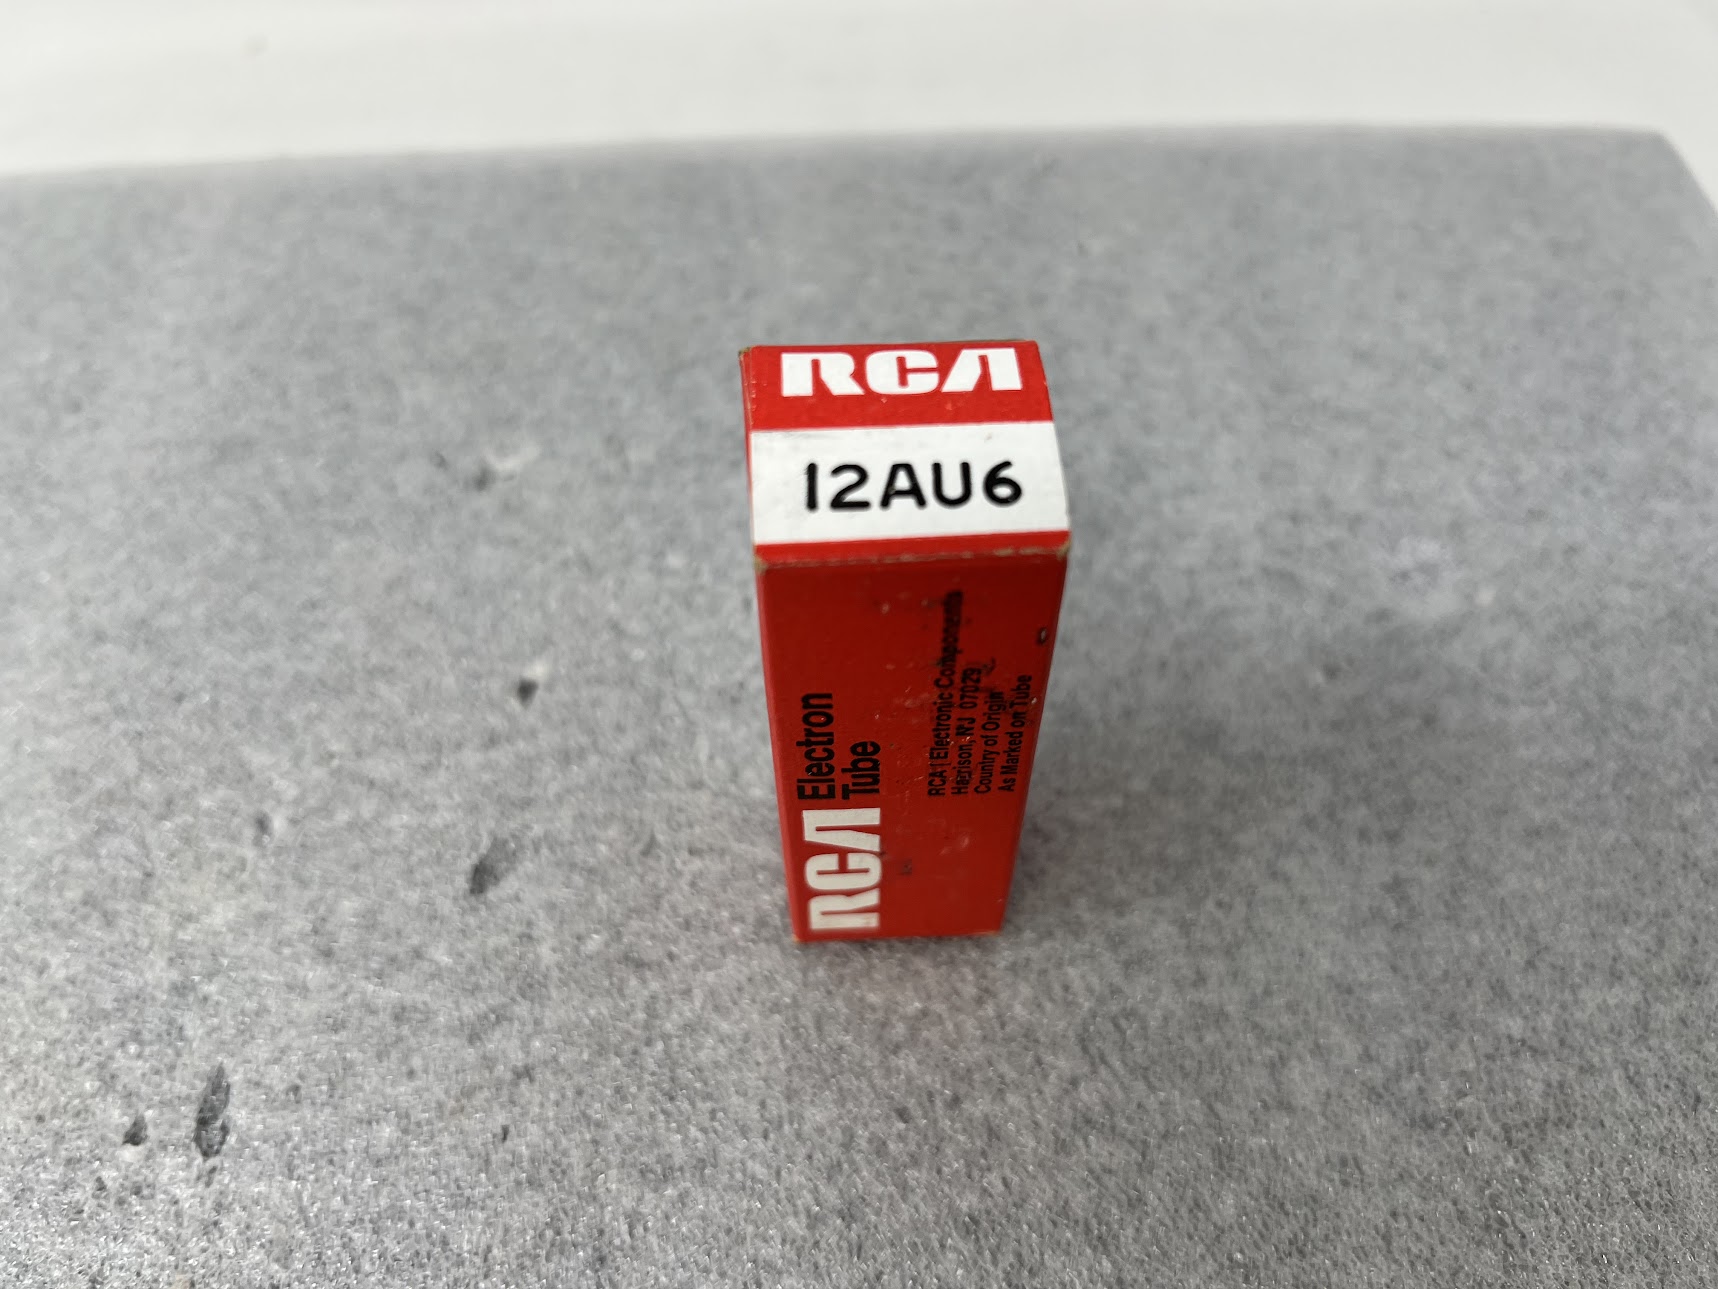 RCA
12AU6
RCA Electron
Tube
RCA | Electronic Components
Harrison, NJ 07029
Country of Origin
As Marked on Tube